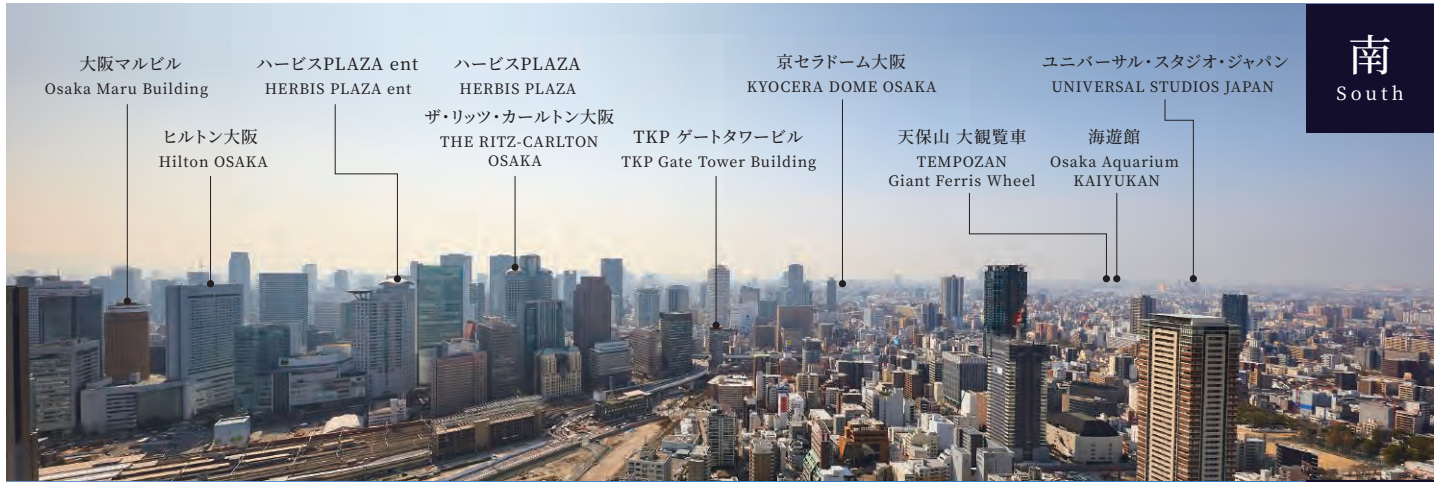 大阪マルビル
Osaka Maru Building
ヒルトン大阪
Hilton OSAKA
ハービスPLAZA ent
HERBIS PLAZA ent
ハービスPLAZA
HERBIS PLAZA
ザ・リッツ・カールトン大阪
THE RITZ-CARLTON
OSAKA
TKP ゲートタワービル
TKP Gate Tower Building
京セラドーム大阪
KYOCERA DOME OSAKA
天保山 大観覧車
TEMPOZAN
Giant Ferris Wheel
海遊館
Osaka Aquarium
KAIYUKAN
ユニバーサル・スタジオ・ジャパン
UNIVERSAL STUDIOS JAPAN
南
South